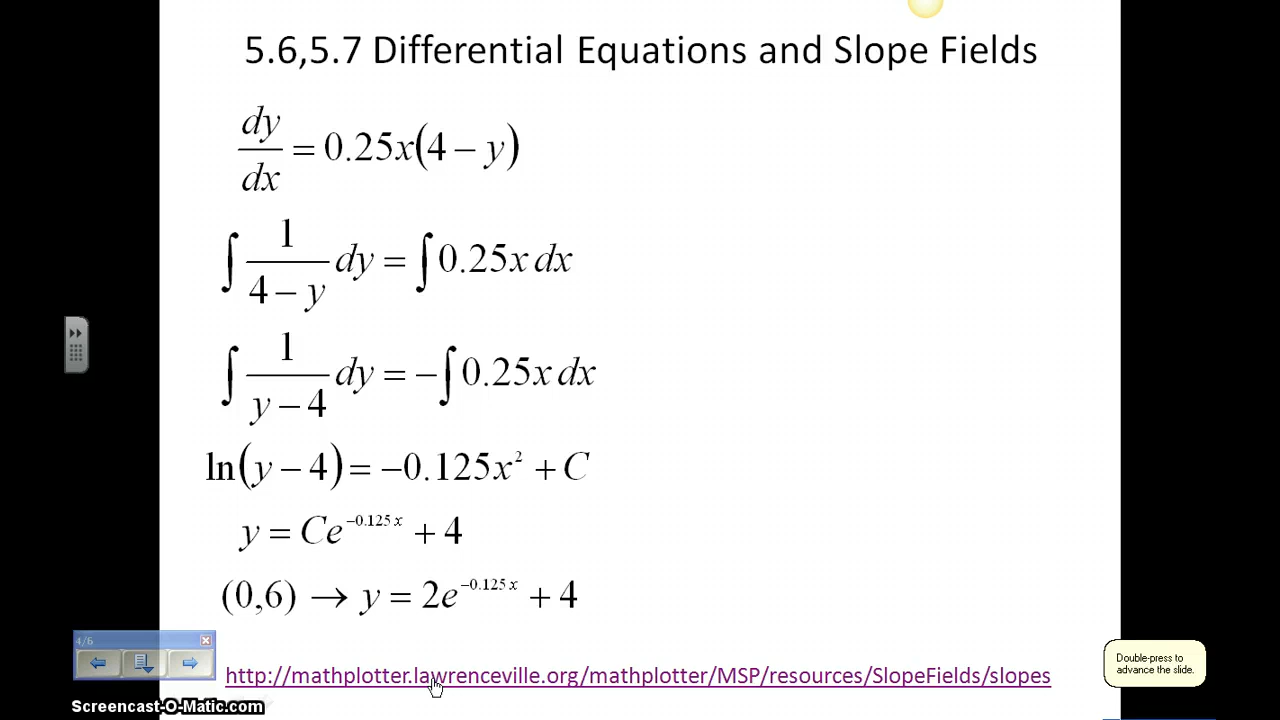 5.6,5.7 Differential Equations and Slope Fields
dy/dx = 0.25x(4 − y)
∫ 1/(4 − y) dy = ∫ 0.25x dx
∫ 1/(y − 4) dy = −∫ 0.25x dx
ln(y − 4) = −0.125x² + C
y = Ce^(−0.125x) + 4
(0,6) → y = 2e^(−0.125x) + 4
4/6
http://mathplotter.lawrenceville.org/mathplotter/MSP/resources/SlopeFields/slopes
Double-press to
advance the slide.
Screencast-O-Matic.com